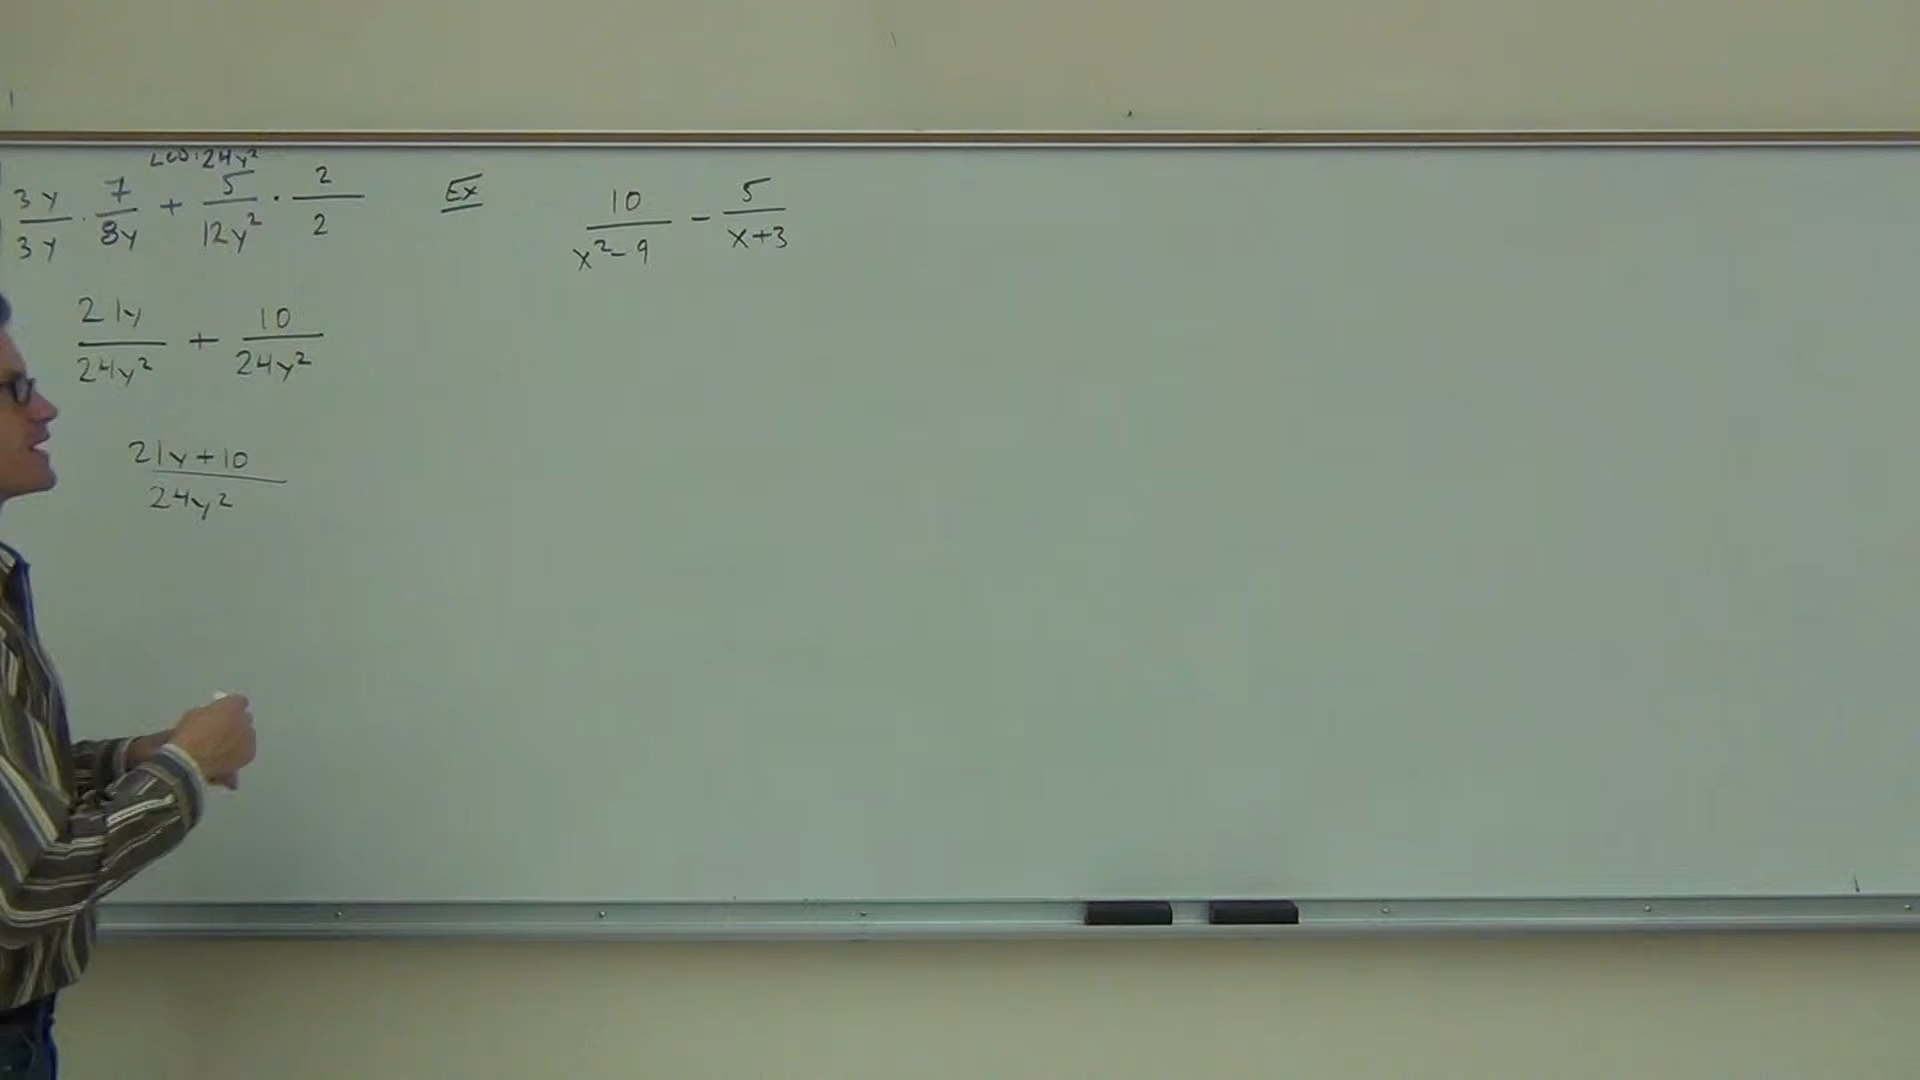 LCD: 24y²
3y/3y · 7/8y + 5/12y² · 2/2
21y/24y² + 10/24y²
21y+10/24y²
Ex 10/x²-9 - 5/x+3